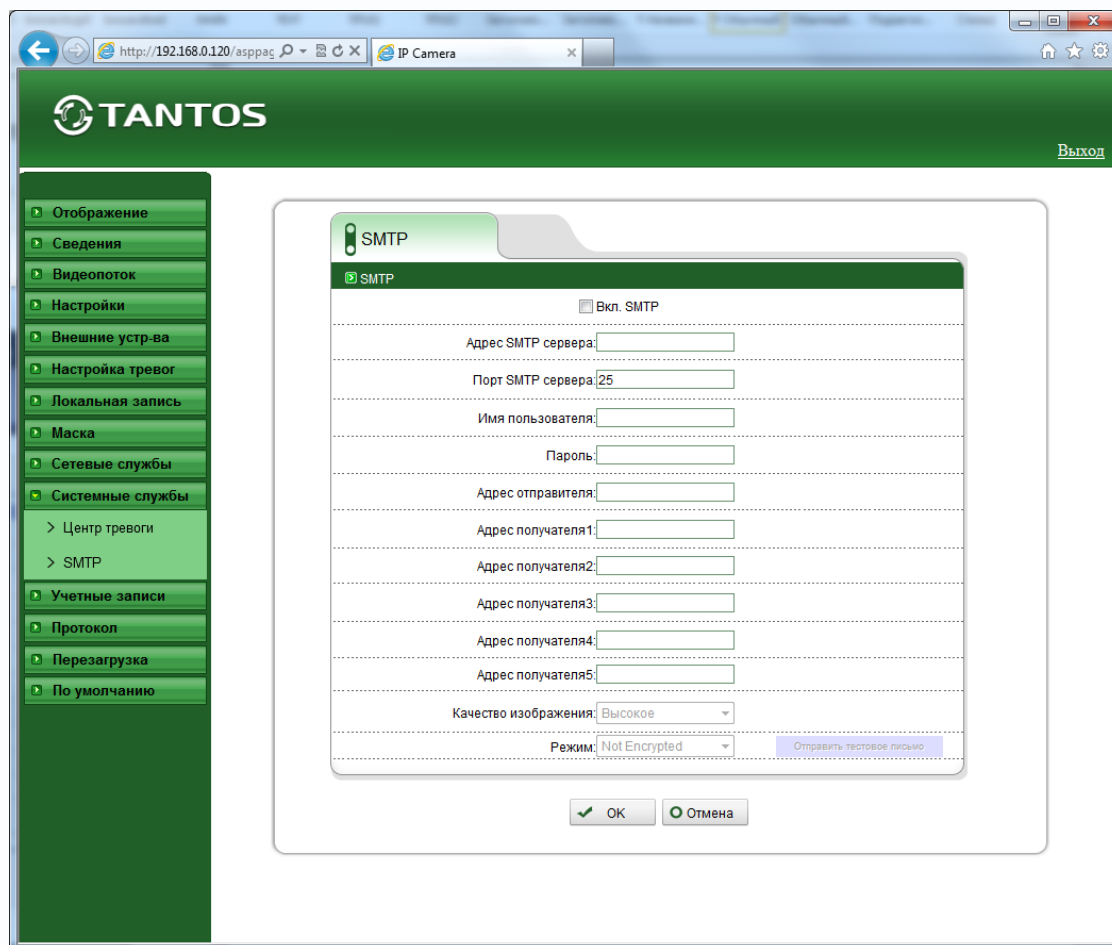 http://192.168.0.120/asppag
IP Camera
TANTOS
Выход
Отображение
Сведения
Видеопоток
Настройки
Внешние устр-ва
Настройка тревог
Локальная запись
Маска
Сетевые службы
Системные службы
> Центр тревоги
> SMTP
Учетные записи
Протокол
Перезагрузка
По умолчанию
SMTP
SMTP
Вкл. SMTP
Адрес SMTP сервера:
Порт SMTP сервера: 25
Имя пользователя:
Пароль:
Адрес отправителя:
Адрес получателя1:
Адрес получателя2:
Адрес получателя3:
Адрес получателя4:
Адрес получателя5:
Качество изображения: Высокое
Режим: Not Encrypted Отправить тестовое письмо
OK Отмена